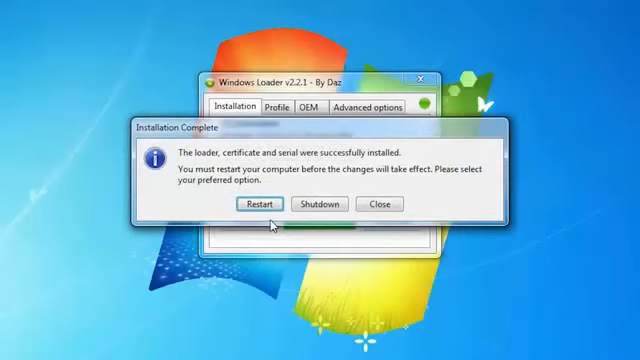 Windows Loader v2.2.1 - By Daz
Installation Profile OEM Advanced options
Installation Complete
The loader, certificate and serial were successfully installed.
You must restart your computer before the changes will take effect. Please select
your preferred option.
Restart Shutdown Close